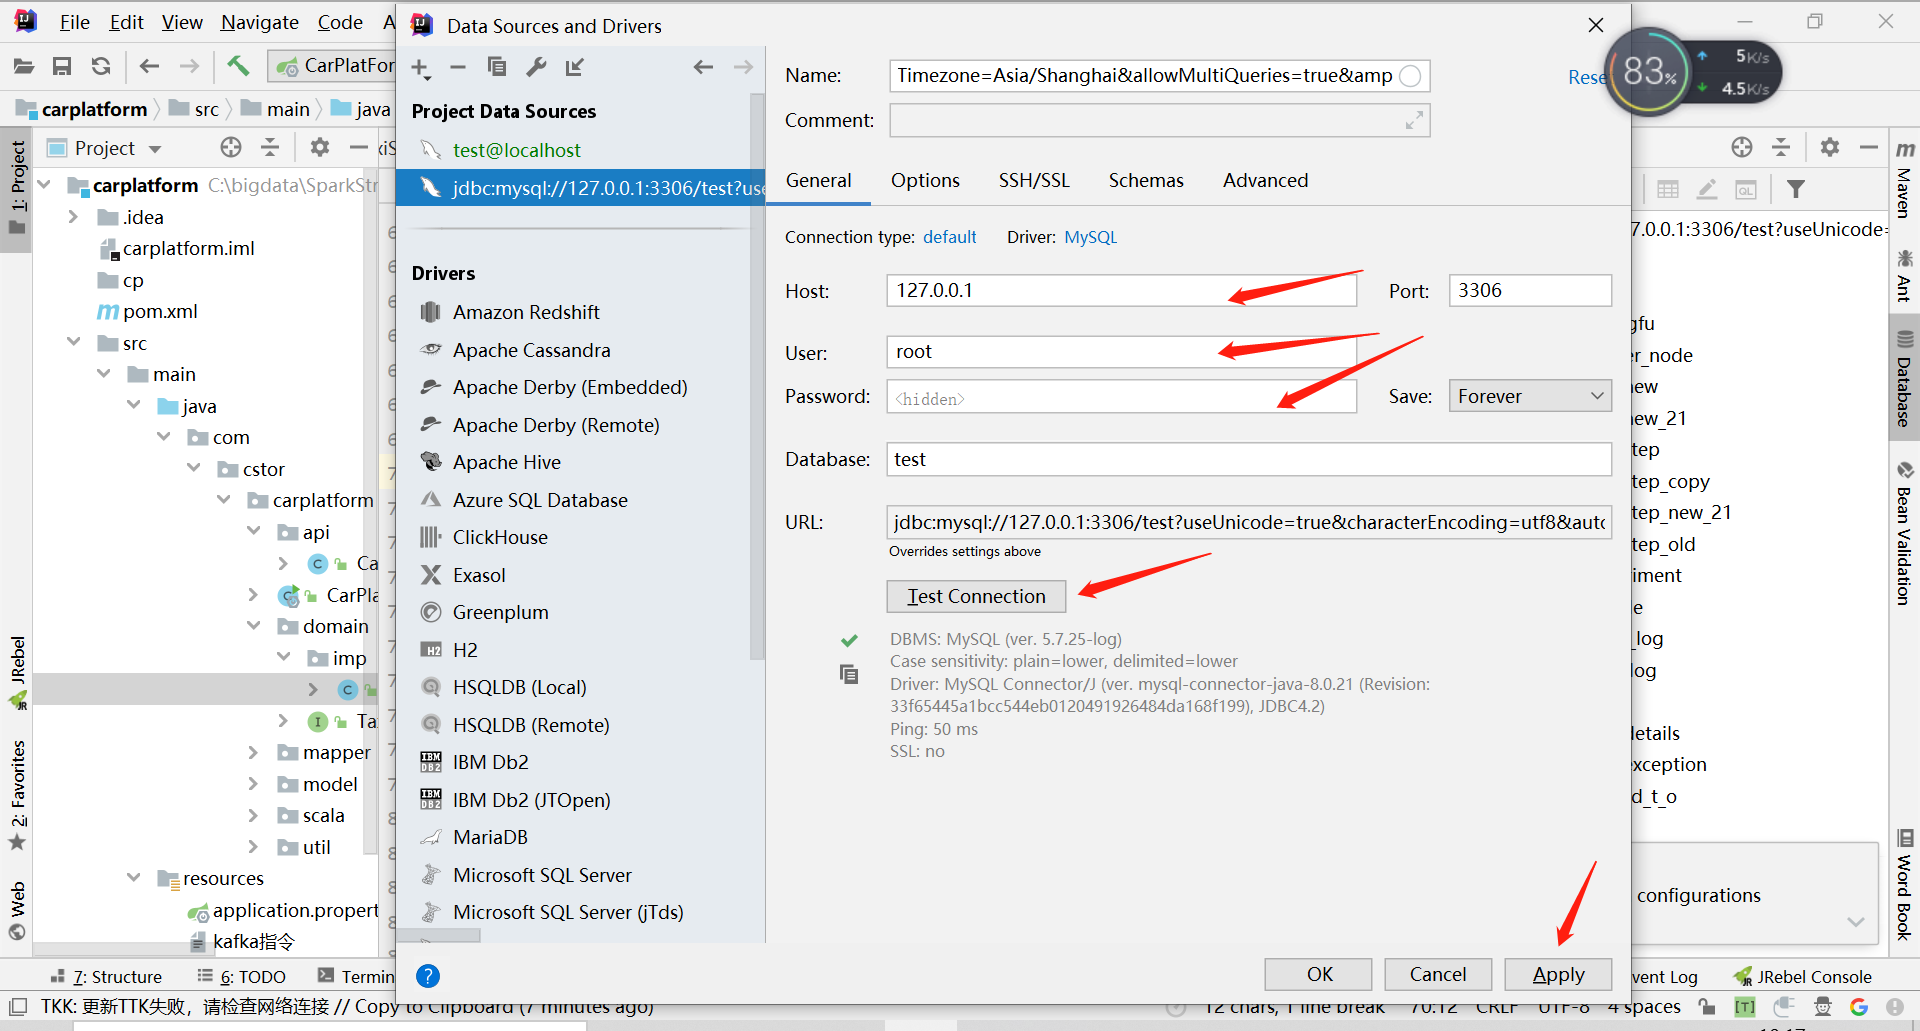 File Edit View Navigate Code A
CarPlatFor
carplatform src main java
1: Project
Project
carplatform C:\bigdata\SparkStr
.idea
carplatform.iml
cp
pom.xml
src
main
java
com
cstor
carplatform
api
Ca
CarPla
domain
imp
Ta
mapper
model
scala
util
resources
application.propert
kafka指令
JRebel
2: Favorites
Web
Data Sources and Drivers
Project Data Sources
test@localhost
jdbc:mysql://127.0.0.1:3306/test?use
Drivers
Amazon Redshift
Apache Cassandra
Apache Derby (Embedded)
Apache Derby (Remote)
Apache Hive
Azure SQL Database
ClickHouse
Exasol
Greenplum
H2
HSQLDB (Local)
HSQLDB (Remote)
IBM Db2
IBM Db2 (JTOpen)
MariaDB
Microsoft SQL Server
Microsoft SQL Server (jTds)
Name: Timezone=Asia/Shanghai&allowMultiQueries=true&amp Rese
Comment:
General Options SSH/SSL Schemas Advanced
Connection type: default Driver: MySQL
Host: 127.0.0.1 Port: 3306
User: root
Password: <hidden> Save: Forever
Database: test
URL: jdbc:mysql://127.0.0.1:3306/test?useUnicode=true&characterEncoding=utf8&auto
Overrides settings above
Test Connection
DBMS: MySQL (ver. 5.7.25-log)
Case sensitivity: plain=lower, delimited=lower
Driver: MySQL Connector/J (ver. mysql-connector-java-8.0.21 (Revision:
33f65445a1bcc544eb0120491926484da168f199), JDBC4.2)
Ping: 50 ms
SSL: no
OK Cancel Apply
83% 5K/s
4.5K/s
7.0.0.1:3306/test?useUnicode=
gfu
er_node
new
new_21
tep
tep_copy
tep_new_21
tep_old
iment
e
_log
log
details
exception
d_t_o
configurations
Maven
Ant
Database
Bean Validation
Word Book
7: Structure 6: TODO Termin vent Log JRebel Console
TKK: 更新TTK失败，请检查网络连接 // Copy to Clipboard (7 minutes ago) 12 chars, 1 line break 70:12 CRLF UTF-8 4 spaces